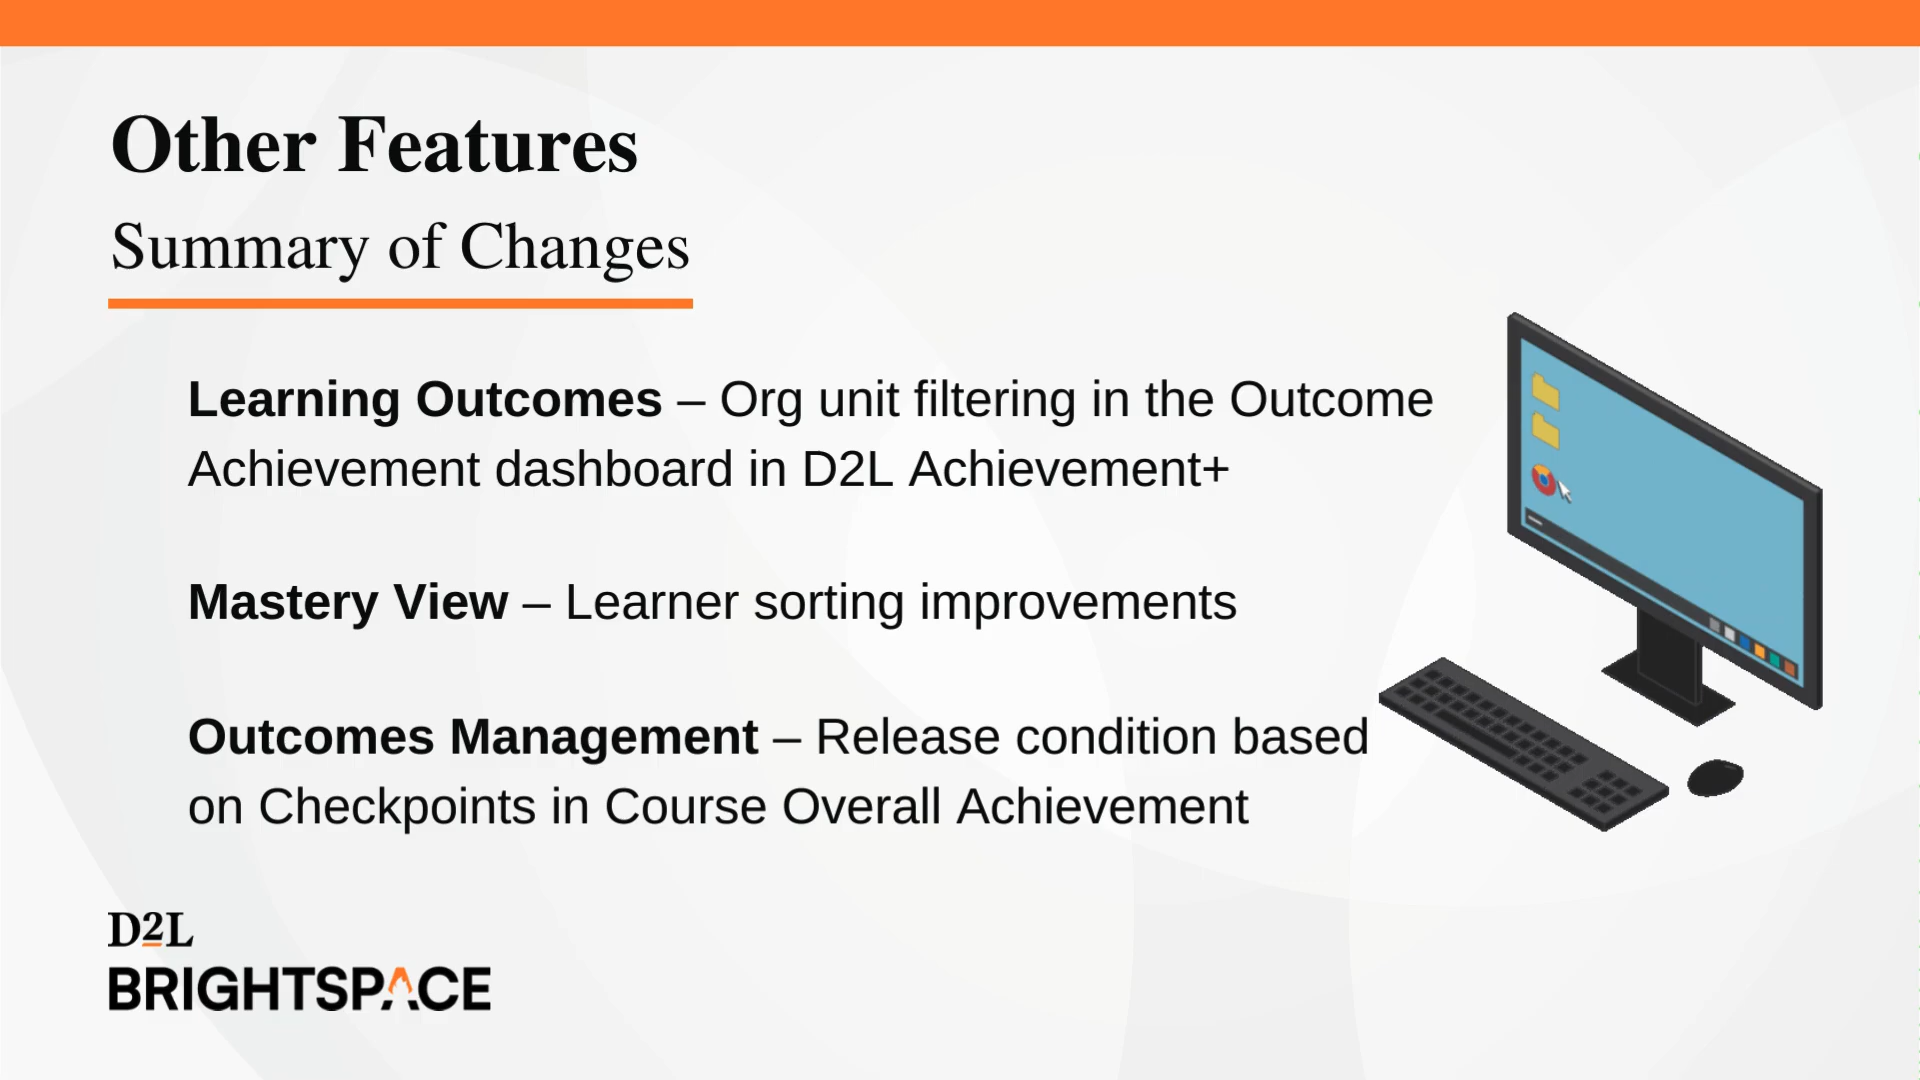 Other Features
Summary of Changes
Learning Outcomes – Org unit filtering in the Outcome
Achievement dashboard in D2L Achievement+
Mastery View – Learner sorting improvements
Outcomes Management – Release condition based
on Checkpoints in Course Overall Achievement
D2L
BRIGHTSPACE